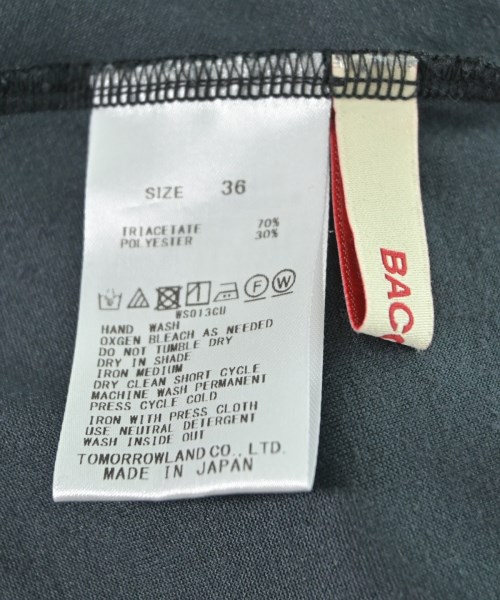 SIZE 36
TRIACETATE 70%
POLYESTER 30%
F W
WS013CU
HAND WASH
OXGEN BLEACH AS NEEDED
DO NOT TUMBLE DRY
DRY IN SHADE
IRON MEDIUM
DRY CLEAN SHORT CYCLE
MACHINE WASH PERMANENT
PRESS CYCLE COLD
IRON WITH PRESS CLOTH
USE NEUTRAL DETERGENT
WASH INSIDE OUT
TOMORROWLAND CO., LTD.
MADE IN JAPAN
BAC